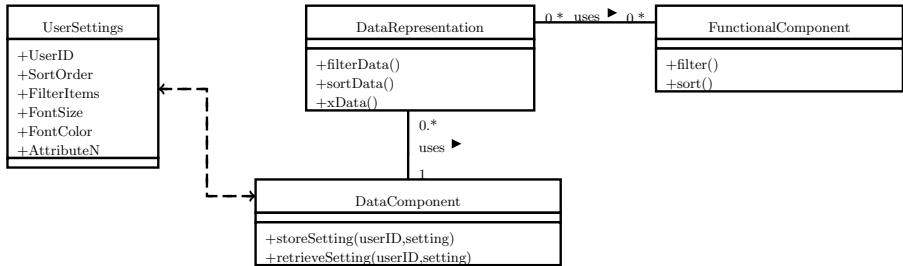 UserSettings
+UserID
+SortOrder
+FilterItems
+FontSize
+FontColor
+AttributeN
DataRepresentation
+filterData()
+sortData()
+xData()
0.* uses ► 0.*
FunctionalComponent
+filter()
+sort()
0.*
uses ►
1
DataComponent
+storeSetting(userID,setting)
+retrieveSetting(userID,setting)